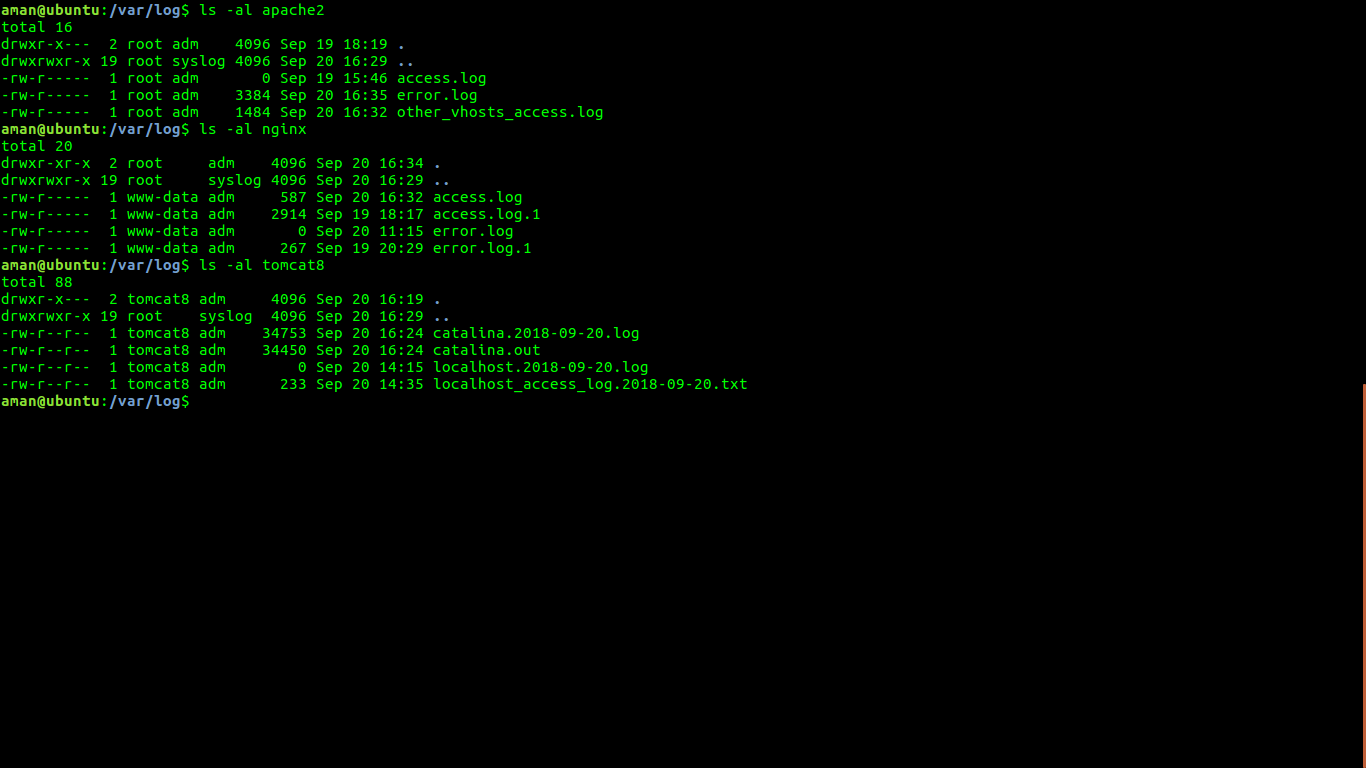 aman@ubuntu:/var/log$ ls -al apache2
total 16
drwxr-x---  2 root adm    4096 Sep 19 18:19 .
drwxrwxr-x 19 root syslog 4096 Sep 20 16:29 ..
-rw-r-----  1 root adm       0 Sep 19 15:46 access.log
-rw-r-----  1 root adm    3384 Sep 20 16:35 error.log
-rw-r-----  1 root adm    1484 Sep 20 16:32 other_vhosts_access.log
aman@ubuntu:/var/log$ ls -al nginx
total 20
drwxr-xr-x  2 root     adm    4096 Sep 20 16:34 .
drwxrwxr-x 19 root     syslog 4096 Sep 20 16:29 ..
-rw-r-----  1 www-data adm     587 Sep 20 16:32 access.log
-rw-r-----  1 www-data adm    2914 Sep 19 18:17 access.log.1
-rw-r-----  1 www-data adm       0 Sep 20 11:15 error.log
-rw-r-----  1 www-data adm     267 Sep 19 20:29 error.log.1
aman@ubuntu:/var/log$ ls -al tomcat8
total 88
drwxr-x---  2 tomcat8 adm     4096 Sep 20 16:19 .
drwxrwxr-x 19 root    syslog  4096 Sep 20 16:29 ..
-rw-r--r--  1 tomcat8 adm    34753 Sep 20 16:24 catalina.2018-09-20.log
-rw-r--r--  1 tomcat8 adm    34450 Sep 20 16:24 catalina.out
-rw-r--r--  1 tomcat8 adm        0 Sep 20 14:15 localhost.2018-09-20.log
-rw-r--r--  1 tomcat8 adm      233 Sep 20 14:35 localhost_access_log.2018-09-20.txt
aman@ubuntu:/var/log$